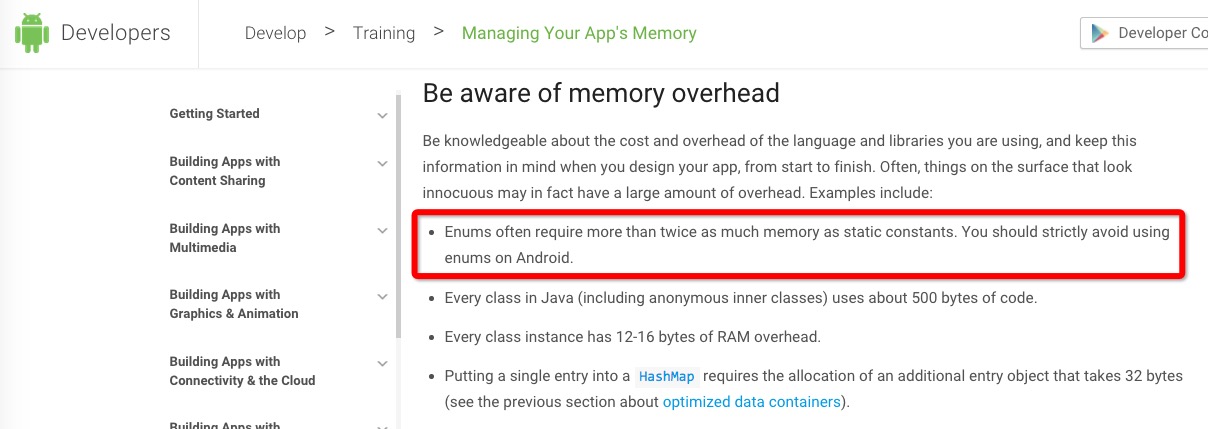 Developers
Develop > Training > Managing Your App's Memory
Developer Co
Getting Started
Building Apps with
Content Sharing
Building Apps with
Multimedia
Building Apps with
Graphics & Animation
Building Apps with
Connectivity & the Cloud
Building Apps with
Be aware of memory overhead
Be knowledgeable about the cost and overhead of the language and libraries you are using, and keep this
information in mind when you design your app, from start to finish. Often, things on the surface that look
innocuous may in fact have a large amount of overhead. Examples include:
• Enums often require more than twice as much memory as static constants. You should strictly avoid using
enums on Android.
• Every class in Java (including anonymous inner classes) uses about 500 bytes of code.
• Every class instance has 12-16 bytes of RAM overhead.
• Putting a single entry into a HashMap requires the allocation of an additional entry object that takes 32 bytes
(see the previous section about optimized data containers).